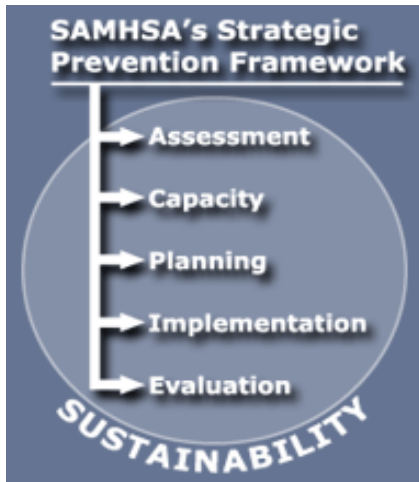 SAMHSA's Strategic
Prevention Framework
Assessment
Capacity
Planning
Implementation
Evaluation
SUSTAINABILITY